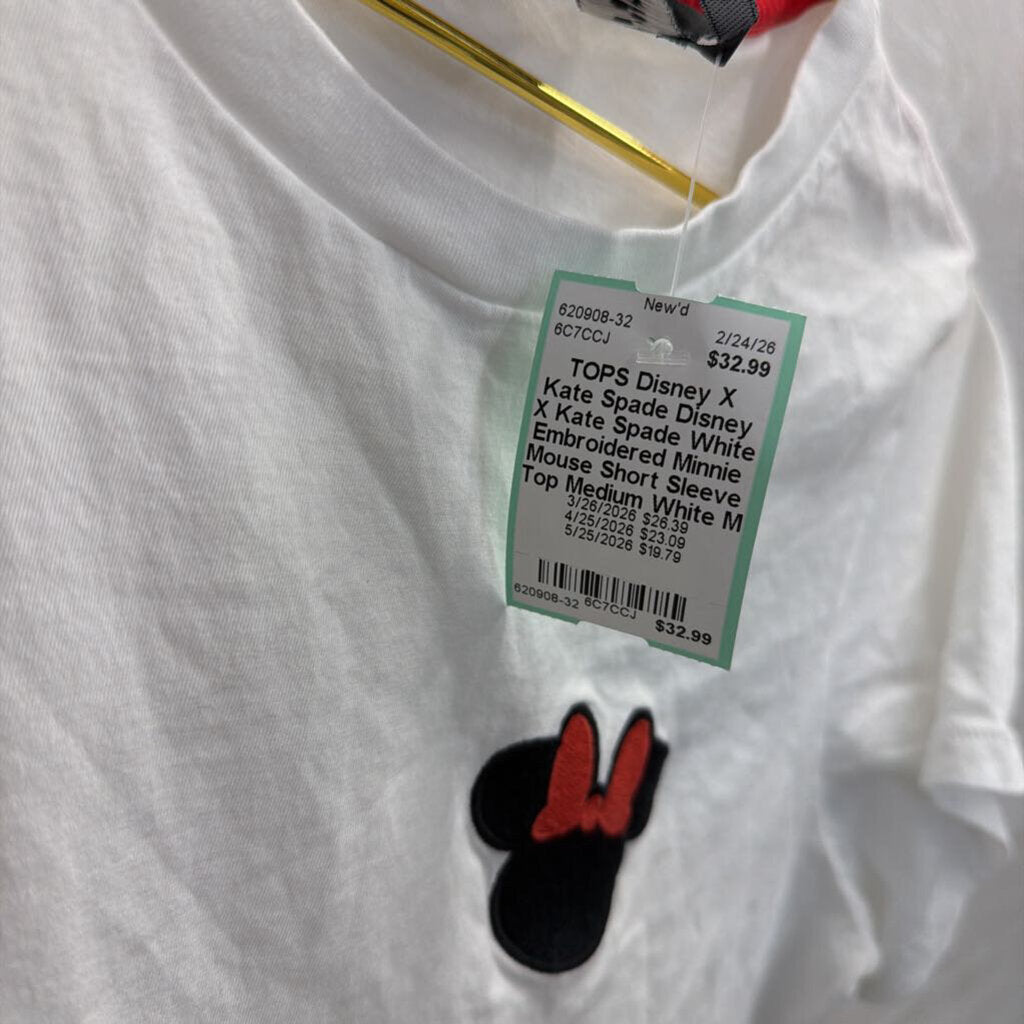 New'd
620908-32 2/24/26
6C7CCJ $32.99
TOPS Disney X
Kate Spade Disney
X Kate Spade White
Embroidered Minnie
Mouse Short Sleeve
Top Medium White M
3/26/2026 $26.39
4/25/2026 $23.09
5/25/2026 $19.79
620908-32 6C7CCJ
$32.99